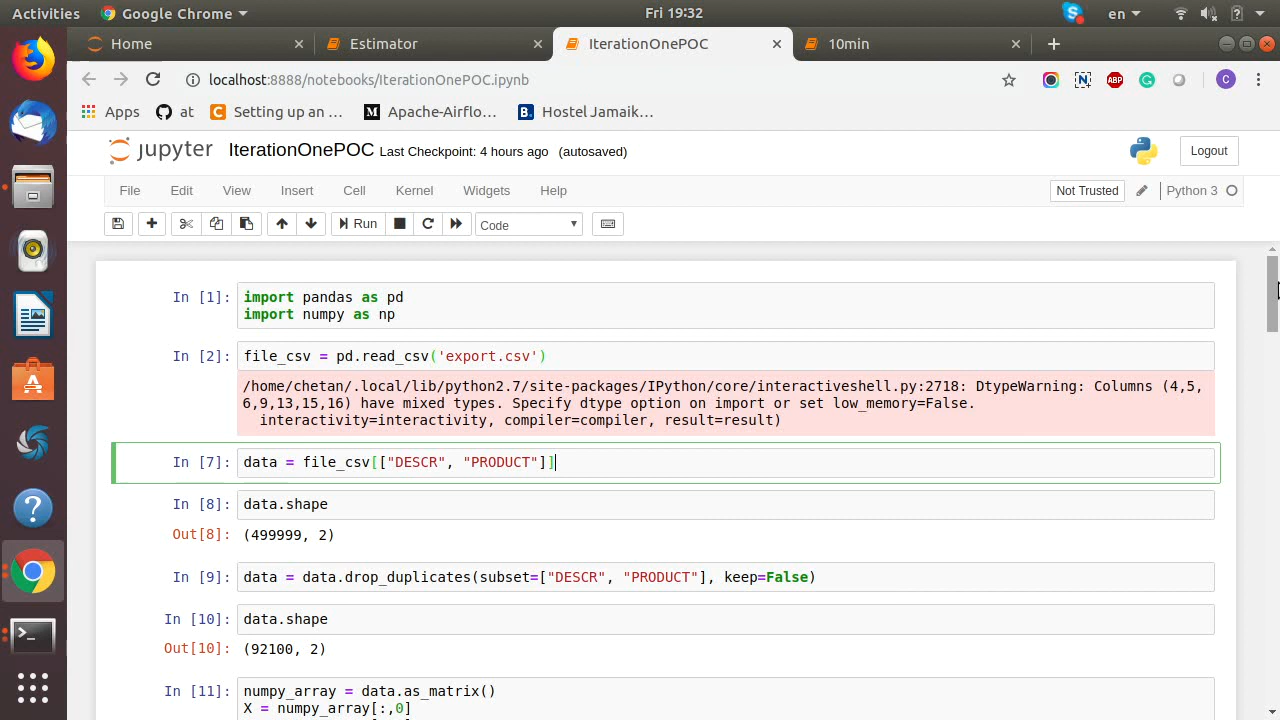 Activities Google Chrome Fri 19:32 en
Home Estimator IterationOnePOC 10min
localhost:8888/notebooks/IterationOnePOC.ipynb ABP C
Apps at Setting up an ... Apache-Airflo... Hostel Jamaik...
jupyter IterationOnePOC Last Checkpoint: 4 hours ago (autosaved) Logout
File Edit View Insert Cell Kernel Widgets Help Not Trusted Python 3
Run Code
In [1]: import pandas as pd
import numpy as np
In [2]: file_csv = pd.read_csv('export.csv')
/home/chetan/.local/lib/python2.7/site-packages/IPython/core/interactiveshell.py:2718: DtypeWarning: Columns (4,5,
6,9,13,15,16) have mixed types. Specify dtype option on import or set low_memory=False.
interactivity=interactivity, compiler=compiler, result=result)
In [7]: data = file_csv[["DESCR", "PRODUCT"]]
In [8]: data.shape
Out[8]: (499999, 2)
In [9]: data = data.drop_duplicates(subset=["DESCR", "PRODUCT"], keep=False)
In [10]: data.shape
Out[10]: (92100, 2)
In [11]: numpy_array = data.as_matrix()
X = numpy_array[:,0]